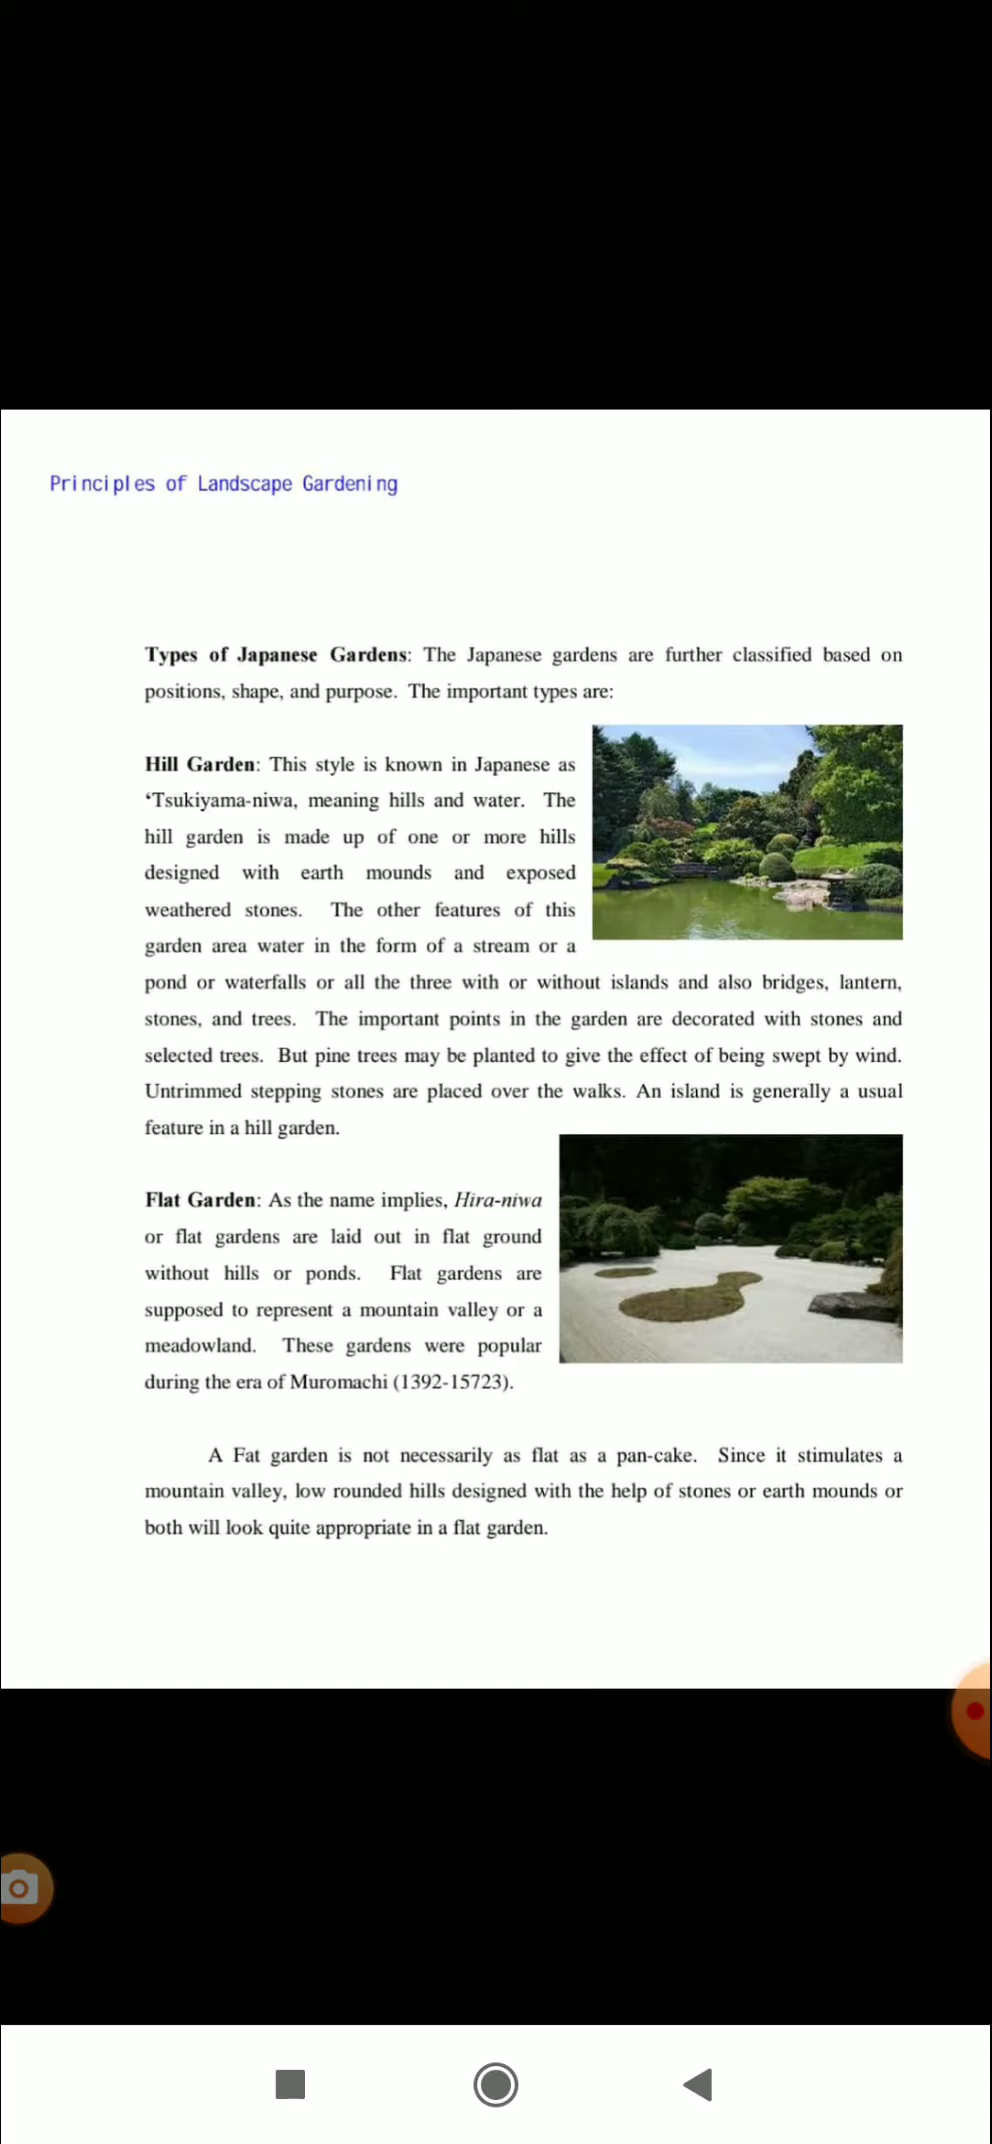 Principles of Landscape Gardening
Types of Japanese Gardens: The Japanese gardens are further classified based on
positions, shape, and purpose. The important types are:
Hill Garden: This style is known in Japanese as
‘Tsukiyama-niwa, meaning hills and water. The
hill garden is made up of one or more hills
designed with earth mounds and exposed
weathered stones. The other features of this
garden area water in the form of a stream or a
pond or waterfalls or all the three with or without islands and also bridges, lantern,
stones, and trees. The important points in the garden are decorated with stones and
selected trees. But pine trees may be planted to give the effect of being swept by wind.
Untrimmed stepping stones are placed over the walks. An island is generally a usual
feature in a hill garden.
Flat Garden: As the name implies, Hira-niwa
or flat gardens are laid out in flat ground
without hills or ponds. Flat gardens are
supposed to represent a mountain valley or a
meadowland. These gardens were popular
during the era of Muromachi (1392-15723).
A Fat garden is not necessarily as flat as a pan-cake. Since it stimulates a
mountain valley, low rounded hills designed with the help of stones or earth mounds or
both will look quite appropriate in a flat garden.